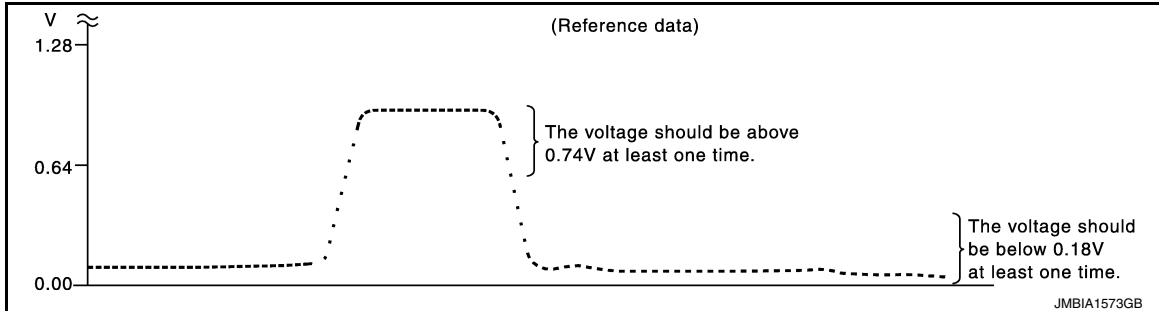 V
(Reference data)
1.28
The voltage should be above
0.74V at least one time.
0.64
The voltage should
be below 0.18V
at least one time.
0.00
JMBIA1573GB